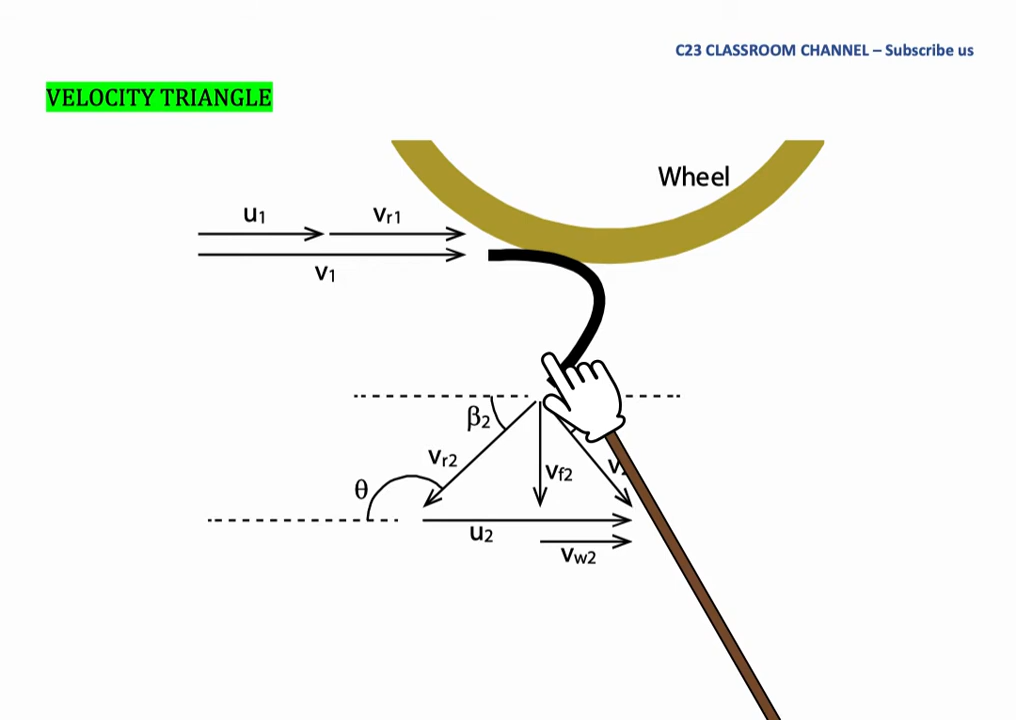 C23 CLASSROOM CHANNEL – Subscribe us
VELOCITY TRIANGLE
Wheel
u1
vr1
v1
β2
vr2
vf2
θ
u2
vw2